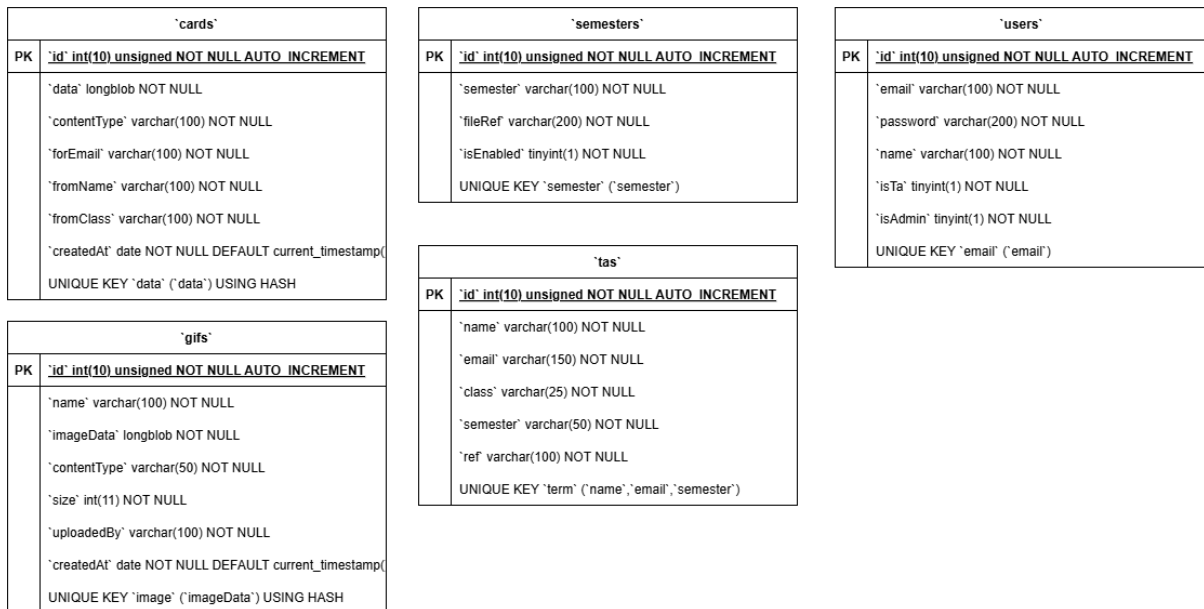 `cards`
PK `id` int(10) unsigned NOT NULL AUTO_INCREMENT
`data` longblob NOT NULL
`contentType` varchar(100) NOT NULL
`forEmail` varchar(100) NOT NULL
`fromName` varchar(100) NOT NULL
`fromClass` varchar(100) NOT NULL
`createdAt` date NOT NULL DEFAULT current_timestamp(
UNIQUE KEY `data` (`data`) USING HASH
`gifs`
PK `id` int(10) unsigned NOT NULL AUTO_INCREMENT
`name` varchar(100) NOT NULL
`imageData` longblob NOT NULL
`contentType` varchar(50) NOT NULL
`size` int(11) NOT NULL
`uploadedBy` varchar(100) NOT NULL
`createdAt` date NOT NULL DEFAULT current_timestamp(
UNIQUE KEY `image` (`imageData`) USING HASH
`semesters`
PK `id` int(10) unsigned NOT NULL AUTO_INCREMENT
`semester` varchar(100) NOT NULL
`fileRef` varchar(200) NOT NULL
`isEnabled` tinyint(1) NOT NULL
UNIQUE KEY `semester` (`semester`)
`tas`
PK `id` int(10) unsigned NOT NULL AUTO_INCREMENT
`name` varchar(100) NOT NULL
`email` varchar(150) NOT NULL
`class` varchar(25) NOT NULL
`semester` varchar(50) NOT NULL
`ref` varchar(100) NOT NULL
UNIQUE KEY `term` (`name`,`email`,`semester`)
`users`
PK `id` int(10) unsigned NOT NULL AUTO_INCREMENT
`email` varchar(100) NOT NULL
`password` varchar(200) NOT NULL
`name` varchar(100) NOT NULL
`isTa` tinyint(1) NOT NULL
`isAdmin` tinyint(1) NOT NULL
UNIQUE KEY `email` (`email`)